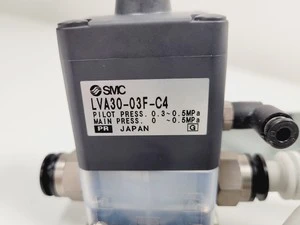 SMC
LVA30-03F-C4
PILOT PRESS. 0.3~0.5MPa
MAIN PRESS. 0 ~0.5MPa
PR JAPAN G